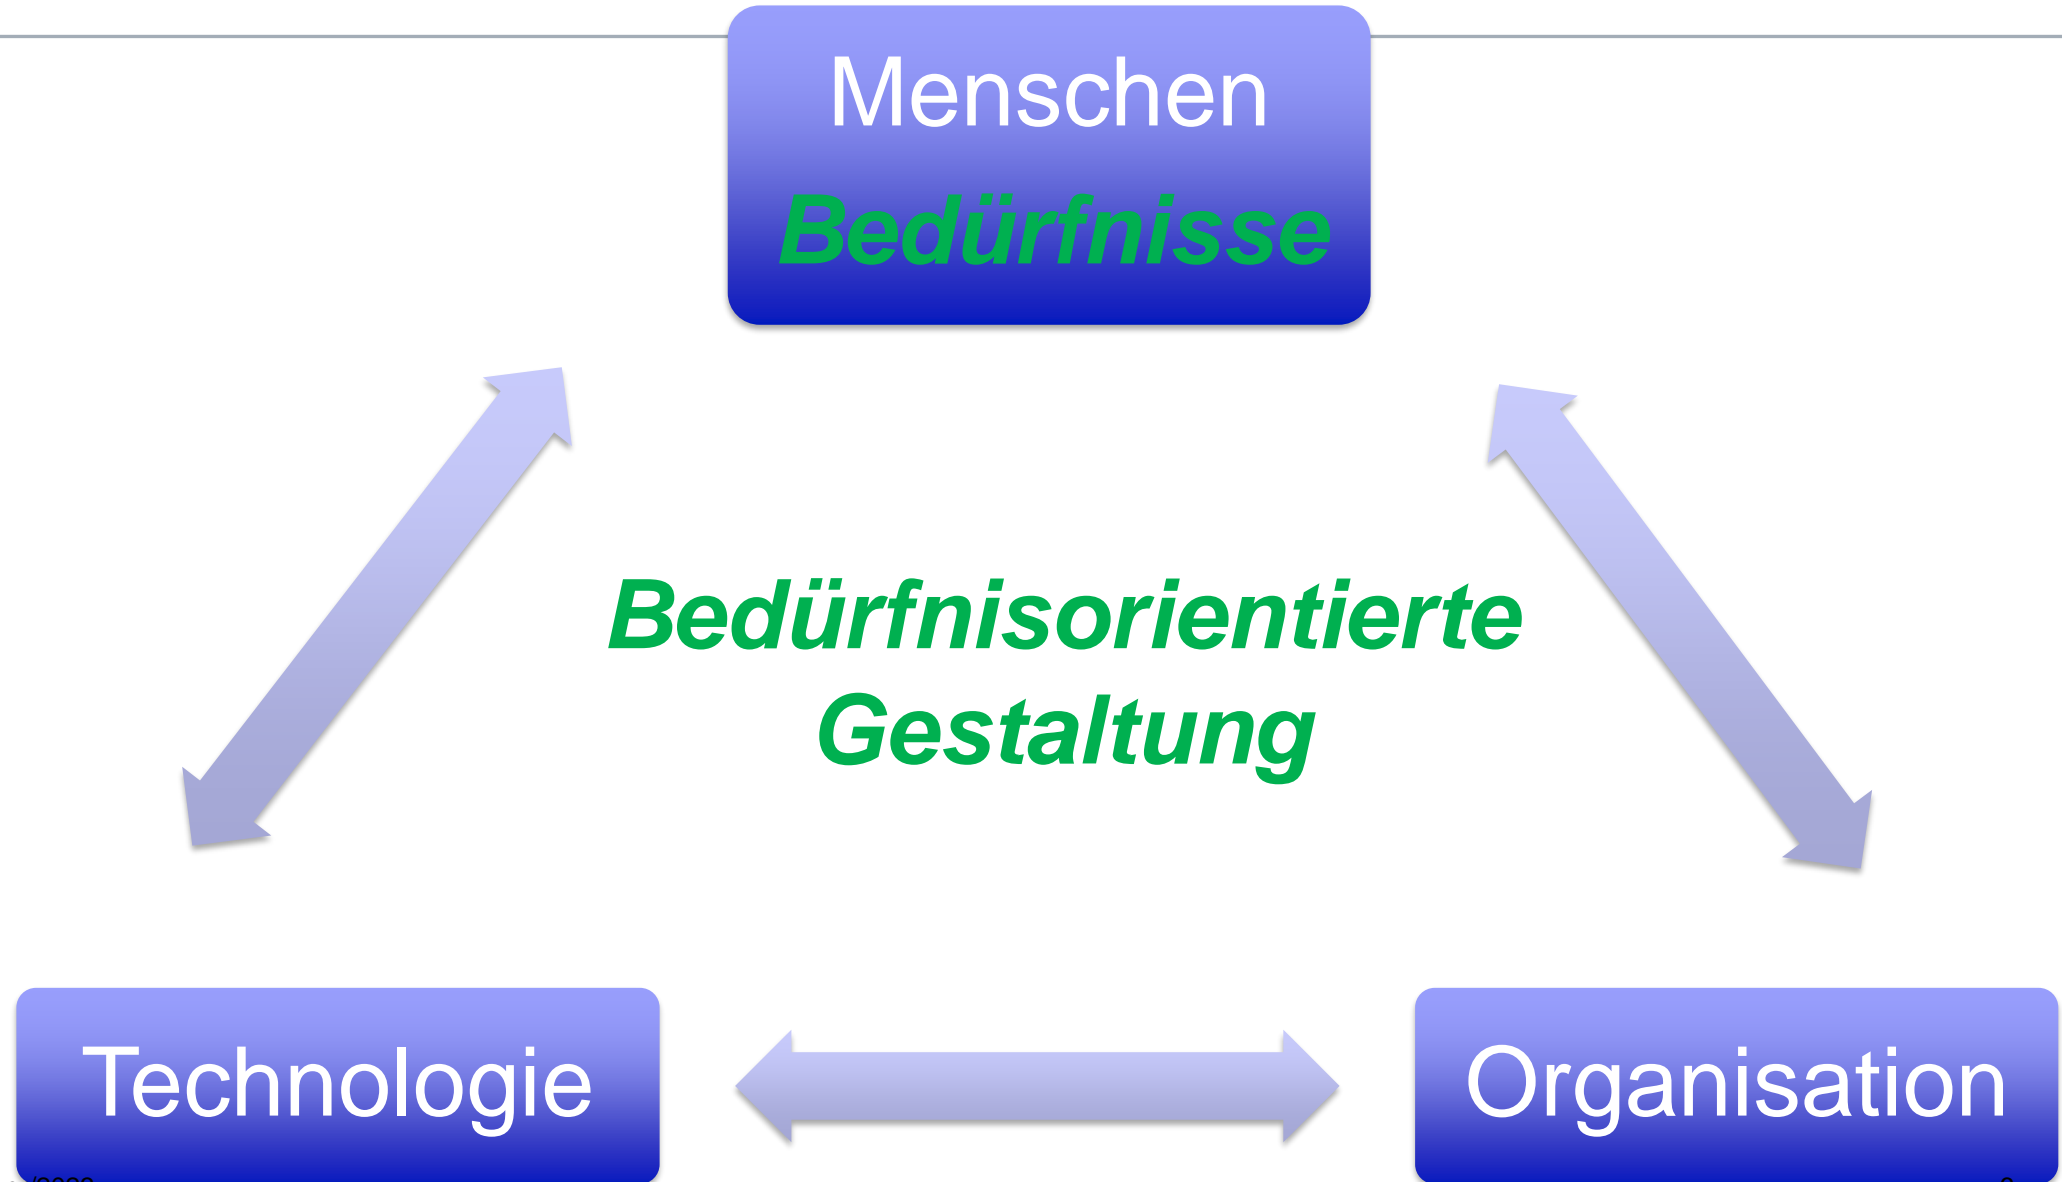 Menschen
Bedürfnisse
Bedürfnisorientierte
Gestaltung
Technologie
Organisation